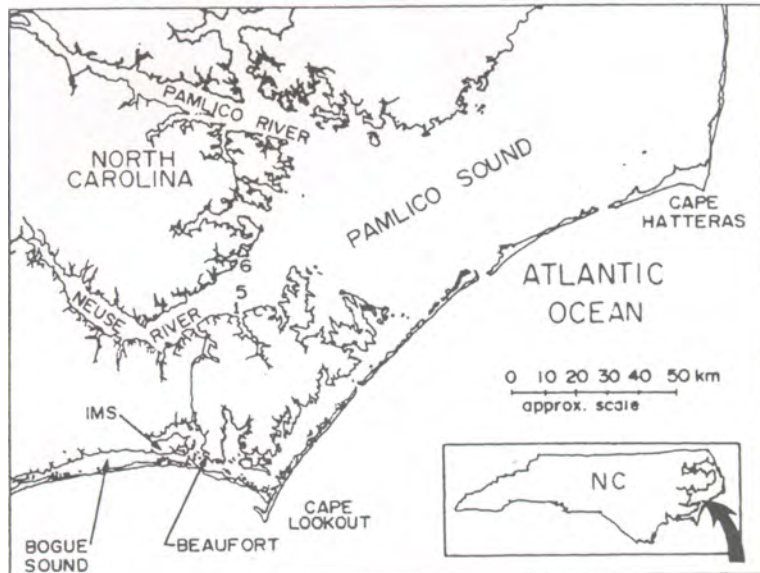 PAMLICO RIVER
NORTH
CAROLINA
PAMLICO SOUND
CAPE
HATTERAS
6
ATLANTIC
OCEAN
5
NEUSE
RIVER
0 10 20 30 50 km
approx. scale
IMS
NC
CAPE
LOOKOUT
BOGUE
SOUND
BEAUFORT